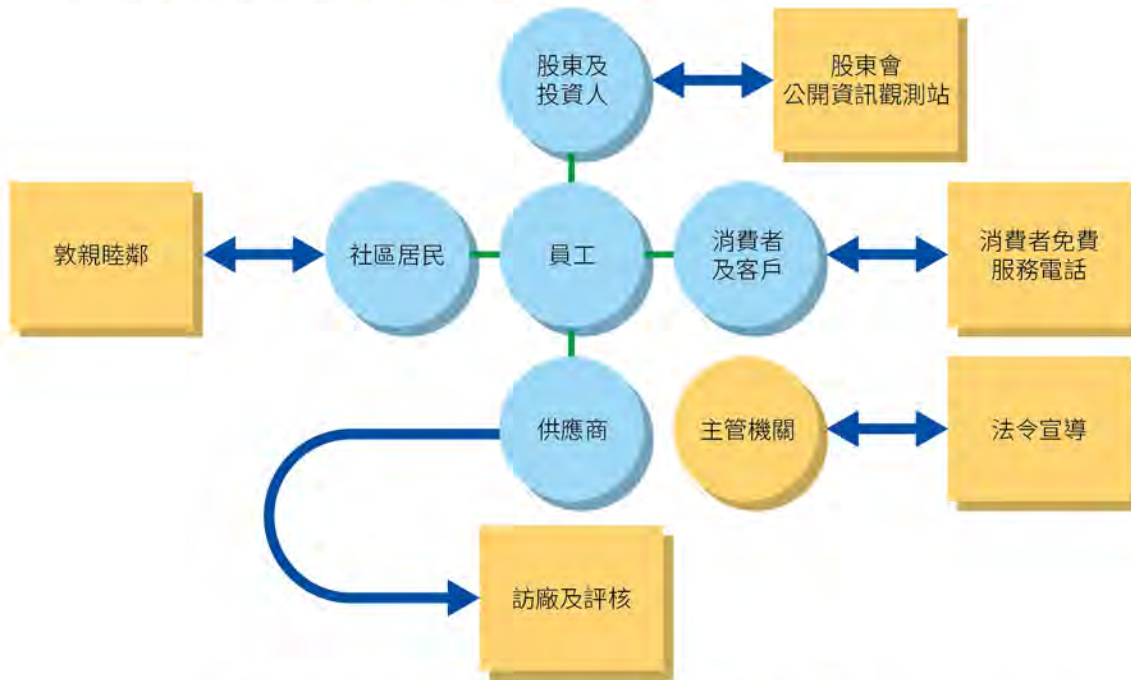 股東及
投資人
股東會
公開資訊觀測站
敦親睦鄰
社區居民
員工
消費者
及客戶
消費者免費
服務電話
供應商
主管機關
法令宣導
訪廠及評核